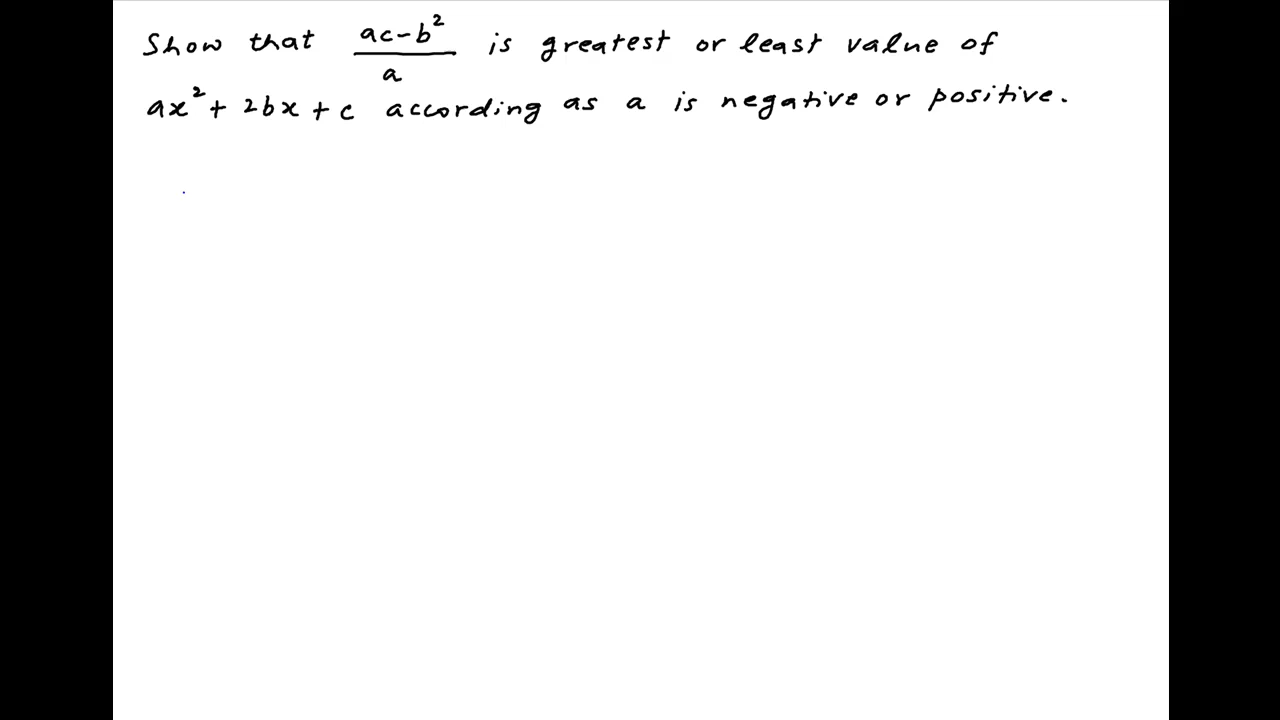 Show that (ac-b²)/a is greatest or least value of
ax² + 2bx + c according as a is negative or positive.